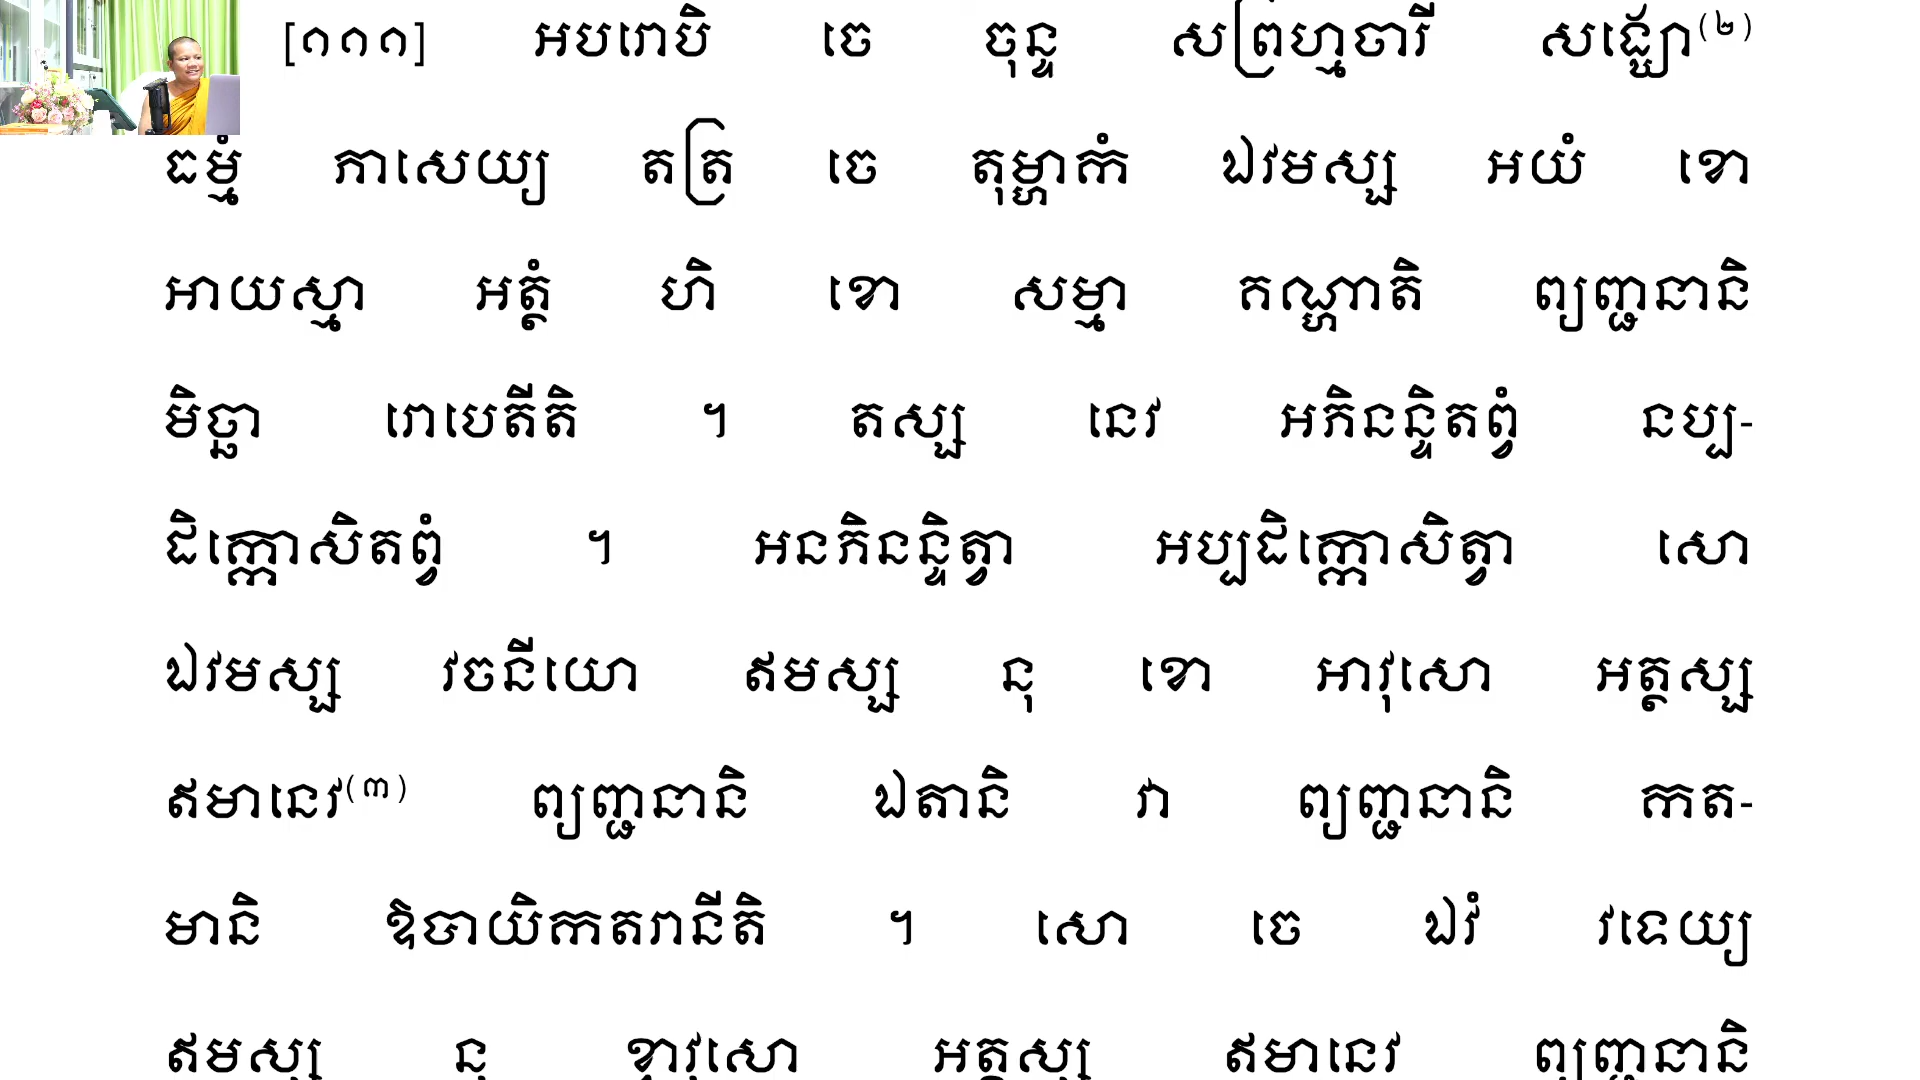 [១១១] អបរោបិ ចេ ចុន្ទ សព្រហ្មចារី សង្ឃោ(២)
ធម្មំ ភាសេយ្យ តត្រ ចេ តុម្ហាកំ ឯវមស្ស អយំ ខោ
អាយស្មា អត្ថំ ហិ ខោ សម្មា គណ្ហាតិ ព្យញ្ជនានិ
មិច្ឆា រោបេតីតិ ។ តស្ស នេវ អភិនន្ទិតព្វំ នប្ប-
ដិក្កោសិតព្វំ ។ អនភិនន្ទិត្វា អប្បដិក្កោសិត្វា សោ
ឯវមស្ស វចនីយោ ឥមស្ស នុ ខោ អាវុសោ អត្ថស្ស
ឥមានេវ(៣) ព្យញ្ជនានិ ឯតានិ វា ព្យញ្ជនានិ កត-
មានិ ឱបាយិកតរានីតិ ។ សោ ចេ ឯវំ វទេយ្យ
ឥមស្ស នុ ខ្វាវុសោ អត្ថស្ស ឥមានេវ ព្យញ្ជនានិ